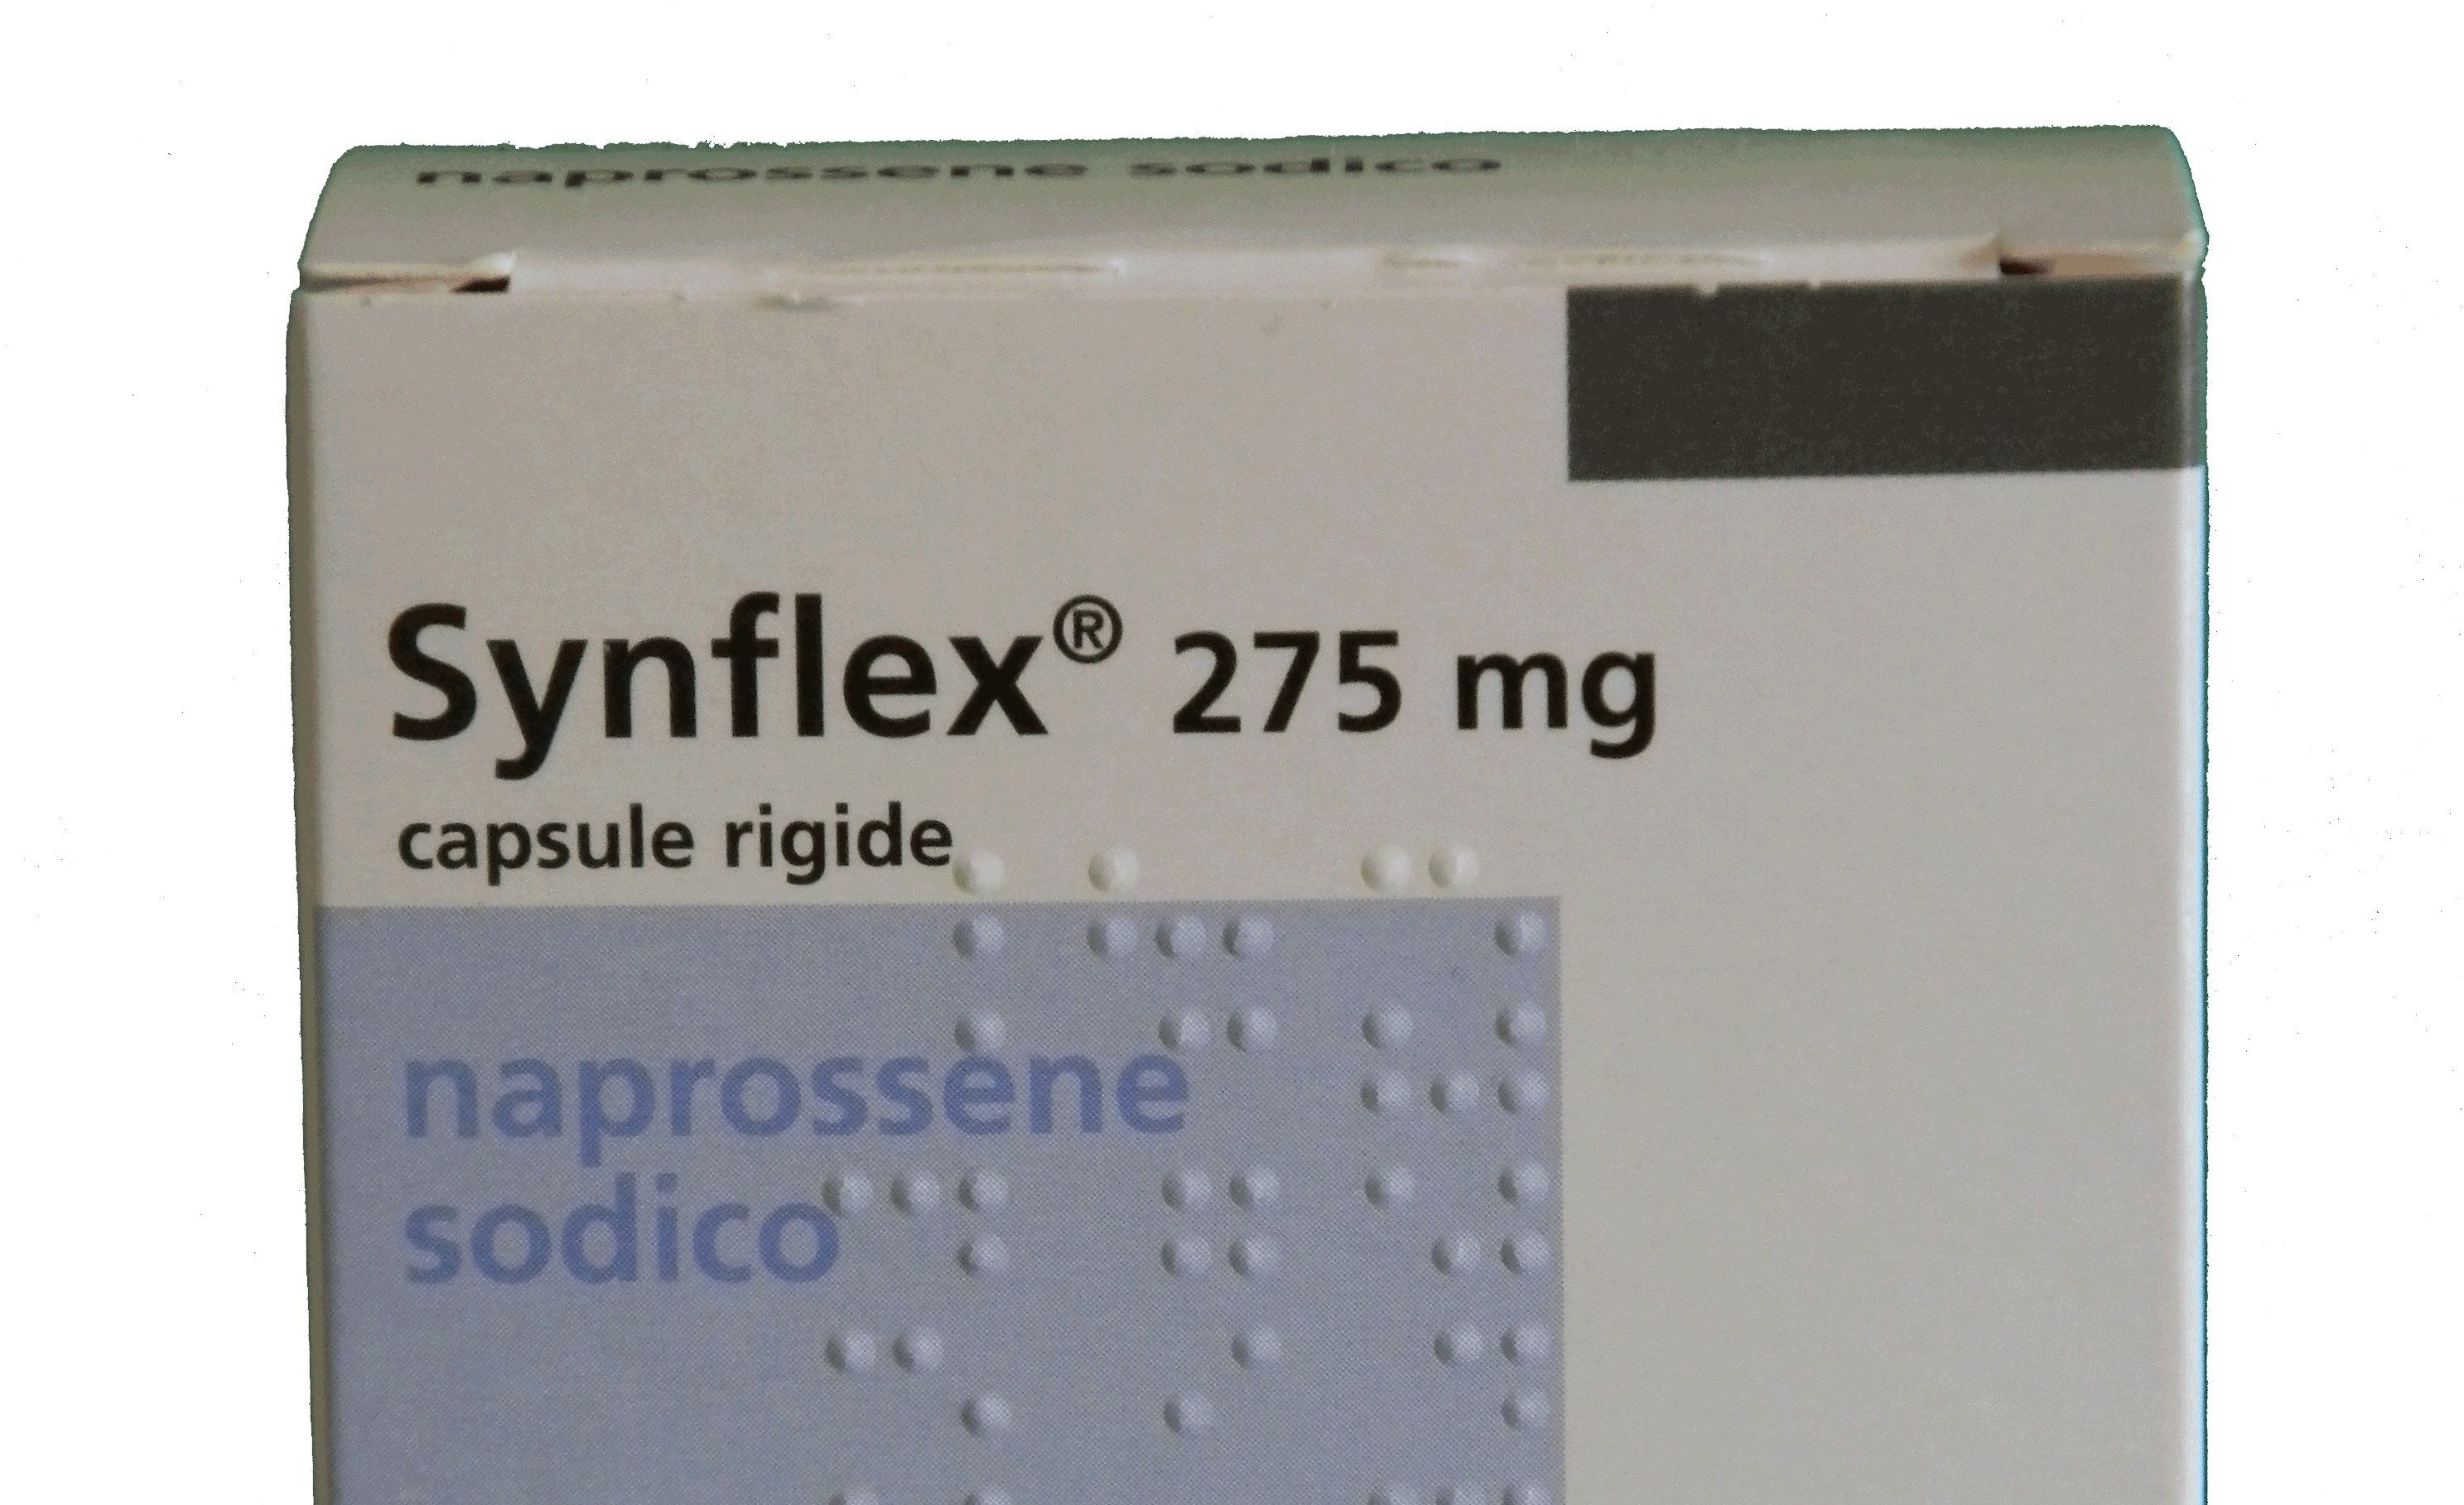 naprossene sodico
Synflex® 275 mg
capsule rigide
naprossene
sodico